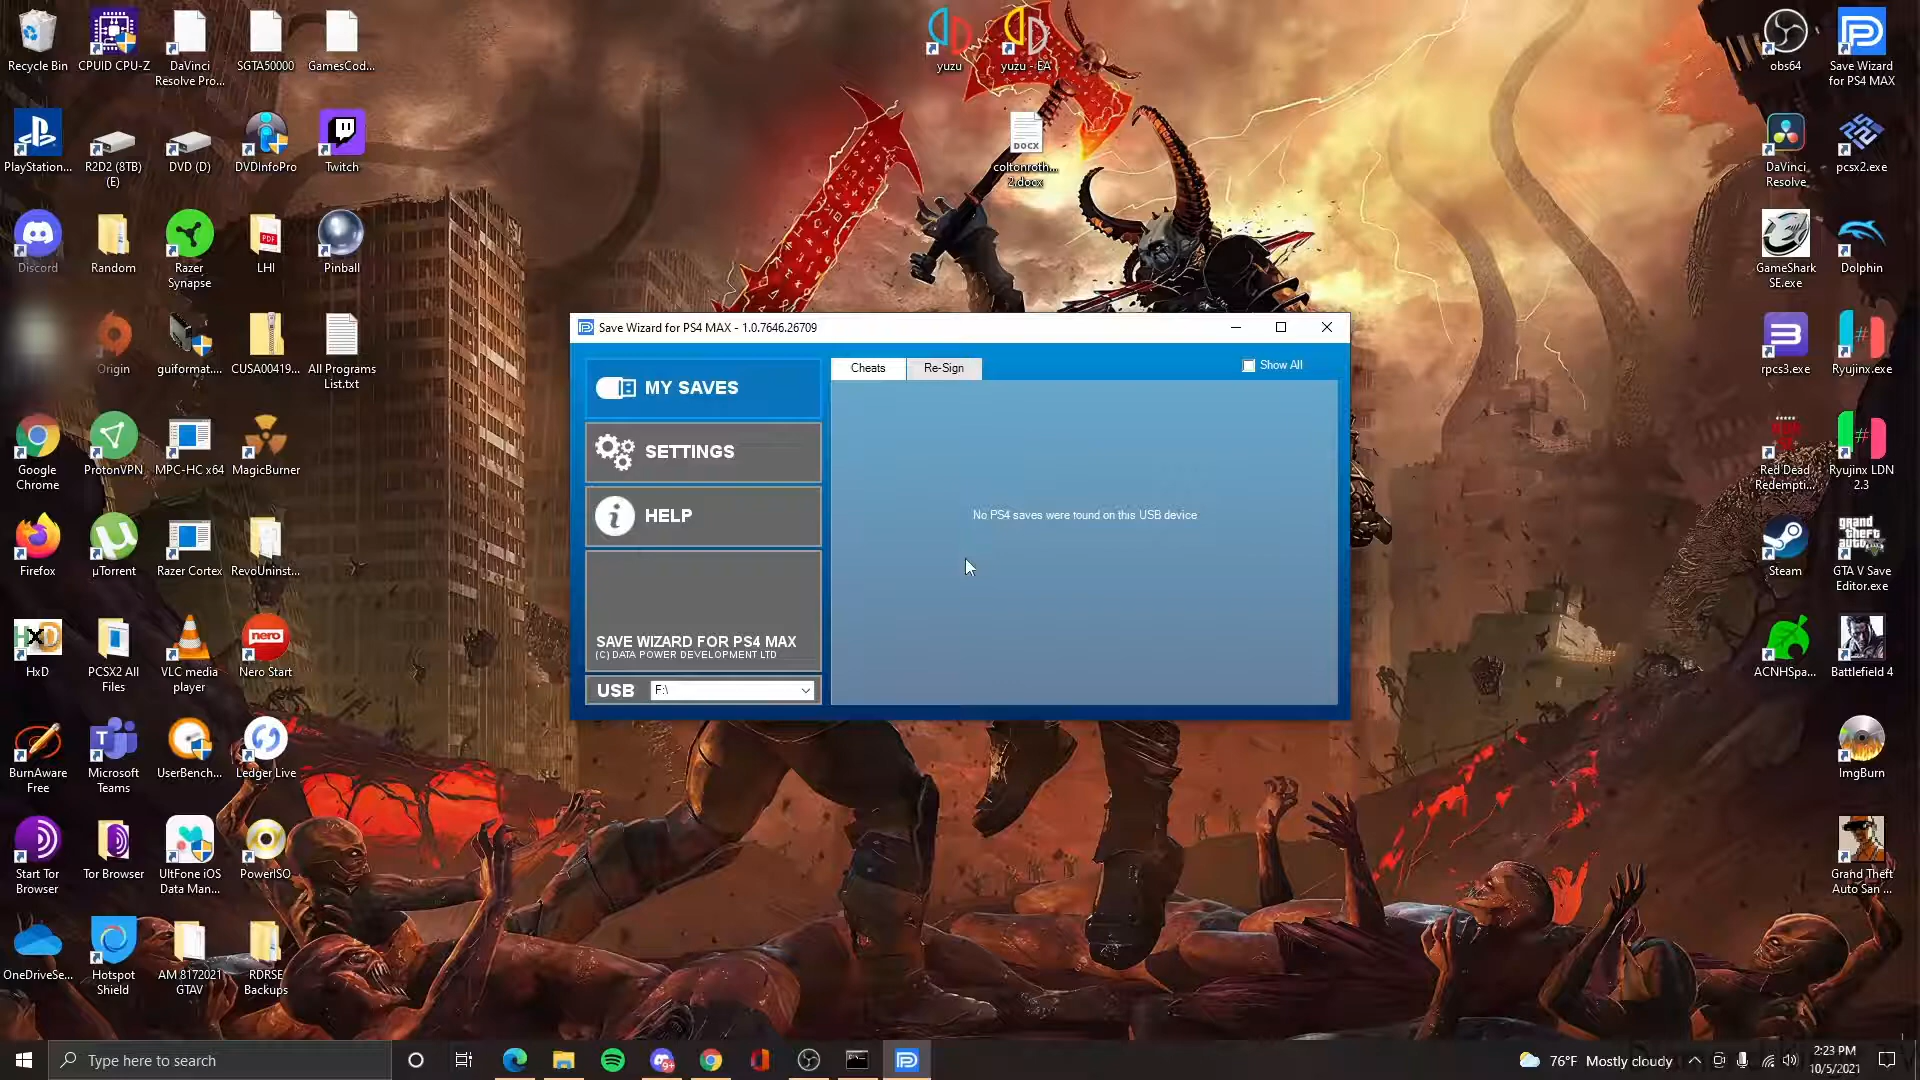 Recycle Bin
CPUID CPU-Z
DaVinci
Resolve Pro...
SGTA50000
GamesCod...
yuzu
yuzu - EA
obs64
Save Wizard
for PS4 MAX
PlayStation...
R2D2 (8TB)
(E)
DVD (D)
DVDInfoPro
Twitch
DOCX
coltonroth...
2.docx
DaVinci
Resolve
pcsx2.exe
Discord
Random
Razer
Synapse
PDF
LHI
Pinball
GameShark
SE.exe
Dolphin
Origin
guiformat....
CUSA00419...
All Programs
List.txt
rpcs3.exe
Ryujinx.exe
Save Wizard for PS4 MAX - 1.0.7646.26709
MY SAVES
Cheats
Re-Sign
Show All
SETTINGS
HELP
No PS4 saves were found on this USB device
SAVE WIZARD FOR PS4 MAX
(C) DATA POWER DEVELOPMENT LTD
USB
F:\
Google
Chrome
ProtonVPN
MPC-HC x64
MagicBurner
Red Dead
Redempti...
Ryujinx LDN
2.3
Firefox
µTorrent
Razer Cortex
RevoUninst...
Steam
grand
theft
auto
GTA V Save
Editor.exe
HxD
HxD
PCSX2 All
Files
VLC media
player
nero
Nero Start
ACNHSpa...
Battlefield 4
BurnAware
Free
Microsoft
Teams
UserBench...
Ledger Live
ImgBurn
Start Tor
Browser
Tor Browser
UltFone iOS
Data Man...
PowerISO
Grand Theft
Auto San ...
OneDriveSe...
Hotspot
Shield
AM 8172021
GTAV
RDRSE
Backups
Type here to search
9+
76°F Mostly cloudy
2:23 PM
10/5/2021